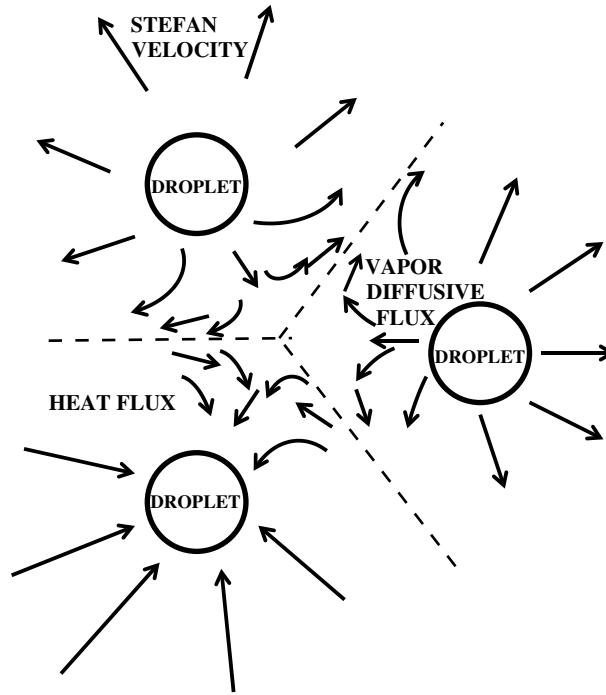 STEFAN
VELOCITY
DROPLET
VAPOR
DIFFUSIVE
FLUX
DROPLET
HEAT FLUX
DROPLET